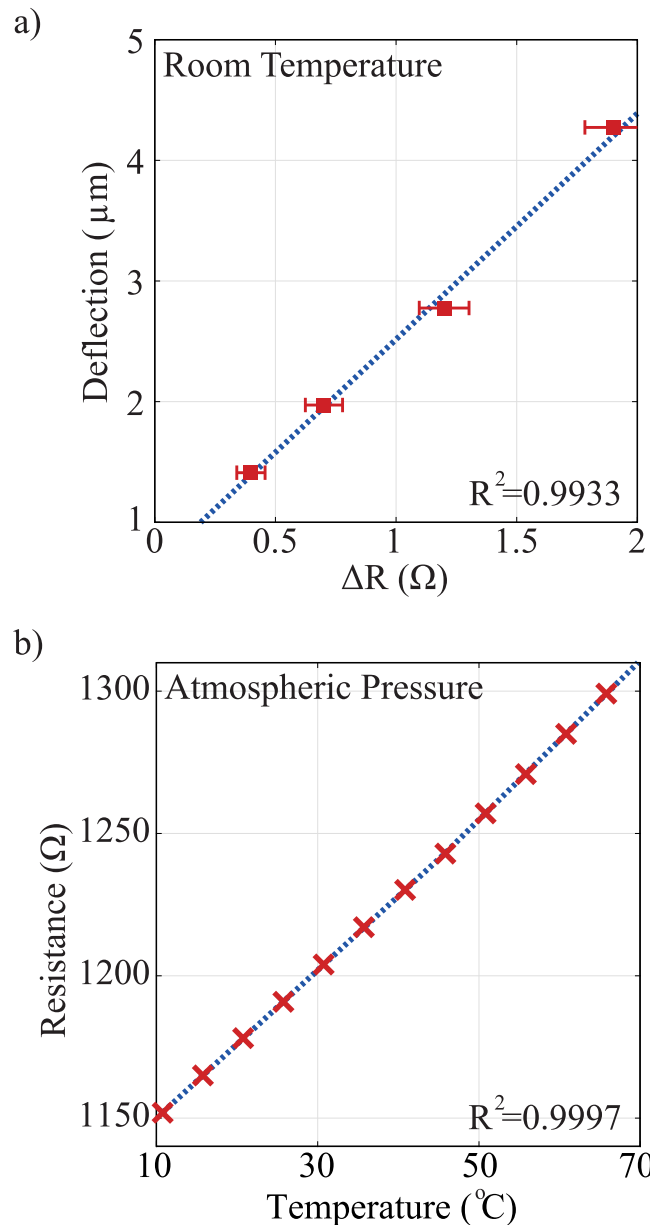 a)
Room Temperature
5
4
3
2
1
Deflection (μm)
R²=0.9933
0
0.5
1
1.5
2
ΔR (Ω)
b)
Atmospheric Pressure
1300
1250
1200
1150
Resistance (Ω)
R²=0.9997
10
30
50
70
Temperature (°C)